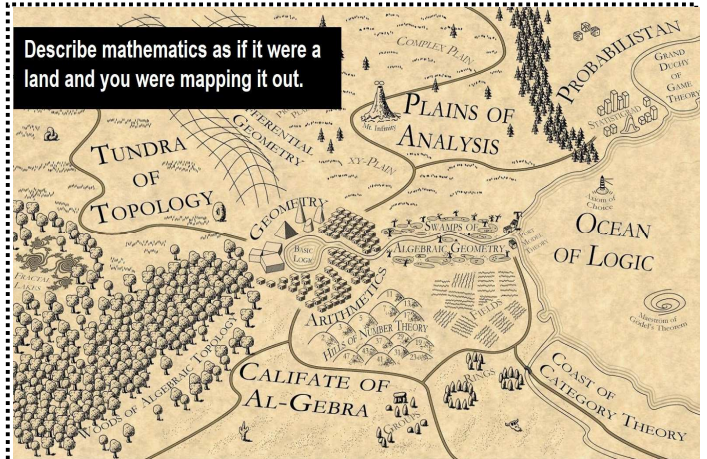 Describe mathematics as if it were a
land and you were mapping it out.
COMPLEX PLAIN
PROBABILISTAN
GRAND
DUCHY
OF
GAME
THEORY
STATISTIGRAD
Mt. Infinity
PLAINS OF
ANALYSIS
XY-PLAIN
DIFFERENTIAL
GEOMETRY
TUNDRA
OF
TOPOLOGY
GEOMETRY
BASIC
LOGIC
SWAMPS OF
ALGEBRAIC GEOMETRY
MODEL
THEORY
Axiom of
Choice
OCEAN
OF LOGIC
FRACTAL
LAKES
ARITHMETICS
FIELDS
HILLS OF NUMBER THEORY
Maelstrom of
Gödel's Theorem
WOODS OF ALGEBRAIC TOPOLOGY
CALIFATE OF
AL-GEBRA
RINGS
GROUPS
COAST OF
CATEGORY THEORY